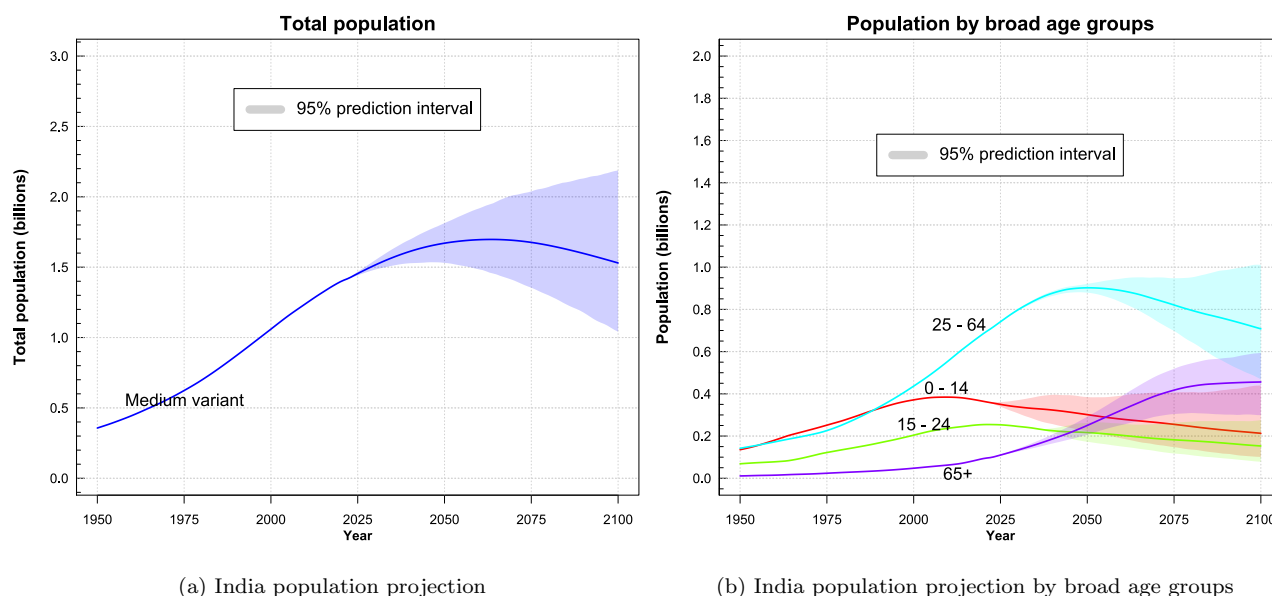 Total population
3.0
2.5
2.0
1.5
1.0
0.5
0.0
Total population (billions)
95% prediction interval
Medium variant
1950
1975
2000
2025
2050
2075
2100
Year
(a) India population projection
Population by broad age groups
2.0
1.8
1.6
1.4
1.2
1.0
0.8
0.6
0.4
0.2
0.0
Population (billions)
95% prediction interval
25 - 64
0 - 14
15 - 24
65+
1950
1975
2000
2025
2050
2075
2100
Year
(b) India population projection by broad age groups